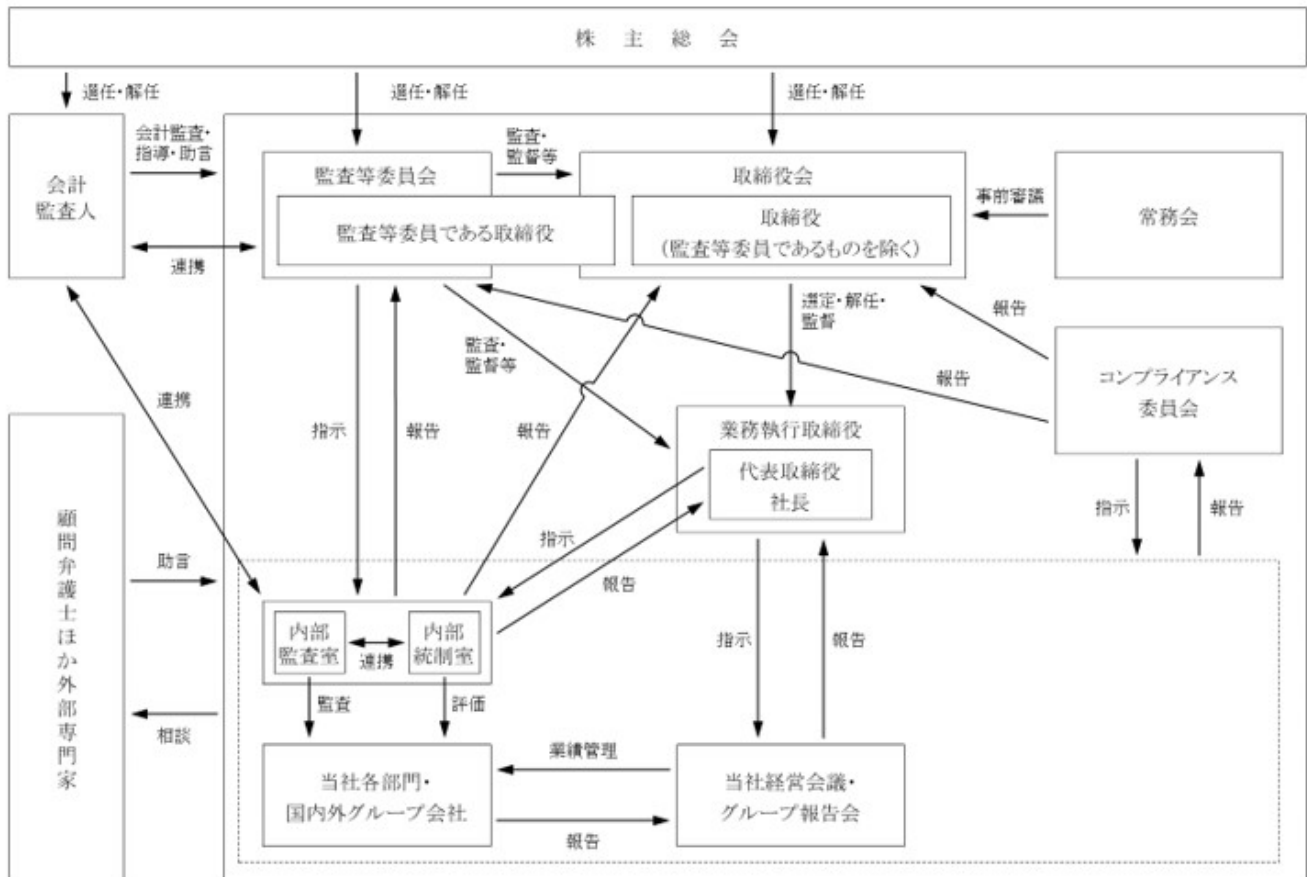 株主総会
選任・解任
選任・解任
選任・解任
会計
監査人
会計監査・
指導・助言
連携
監査等委員会
監査等委員である取締役
監査・
監督等
取締役会
取締役
(監査等委員であるものを除く)
事前審議
常務会
報告
コンプライアンス
委員会
報告
選定・解任・
監督
監査・
監督等
連携
指示
報告
報告
業務執行取締役
代表取締役
社長
指示
報告
指示
報告
顧問弁護士ほか外部専門家
助言
相談
内部
監査室
連携
内部
統制室
監査
評価
指示
報告
当社各部門・
国内外グループ会社
業績管理
報告
当社経営会議・
グループ報告会